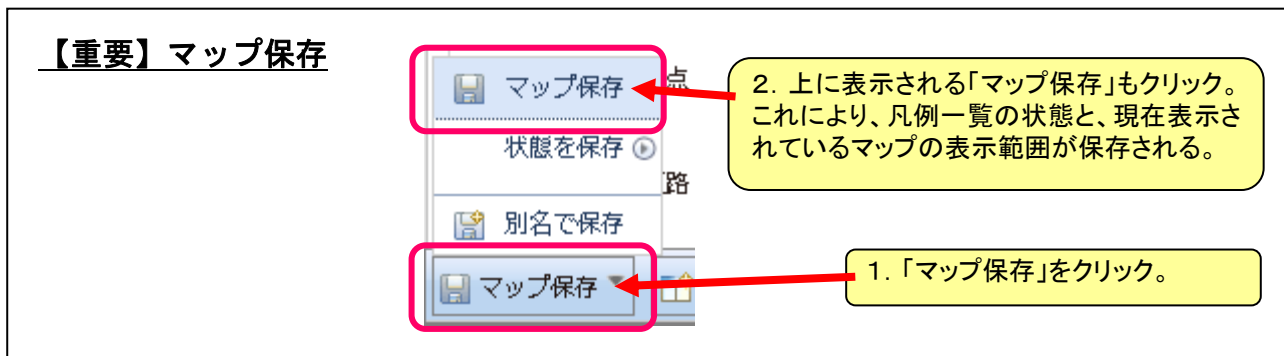 【重要】マップ保存
マップ保存
点
状態を保存
路
別名で保存
マップ保存
2. 上に表示される「マップ保存」もクリック。
これにより、凡例一覧の状態と、現在表示さ
れているマップの表示範囲が保存される。
1. 「マップ保存」をクリック。